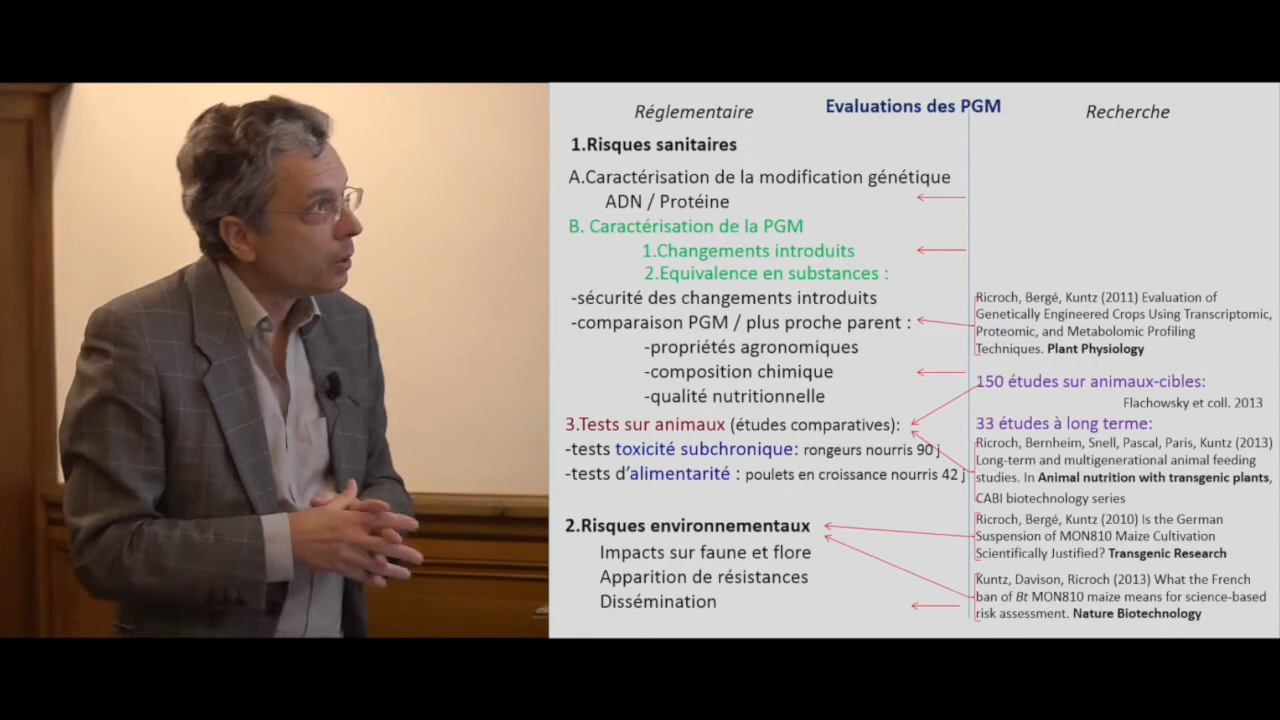 Evaluations des PGM
Réglementaire
Recherche
1.Risques sanitaires
A.Caractérisation de la modification génétique
ADN / Protéine
B. Caractérisation de la PGM
1.Changements introduits
2.Equivalence en substances :
-sécurité des changements introduits
-comparaison PGM / plus proche parent :
-propriétés agronomiques
-composition chimique
-qualité nutritionnelle
3.Tests sur animaux (études comparatives):
-tests toxicité subchronique: rongeurs nourris 90 j
-tests d'alimentarité : poulets en croissance nourris 42 j
2.Risques environnementaux
Impacts sur faune et flore
Apparition de résistances
Dissémination
Ricroch, Bergé, Kuntz (2011) Evaluation of
Genetically Engineered Crops Using Transcriptomic,
Proteomic, and Metabolomic Profiling
Techniques. Plant Physiology
150 études sur animaux-cibles:
Flachowsky et coll. 2013
33 études à long terme:
Ricroch, Bernheim, Snell, Pascal, Paris, Kuntz (2013)
Long-term and multigenerational animal feeding
studies. In Animal nutrition with transgenic plants,
CABI biotechnology series
Ricroch, Bergé, Kuntz (2010) Is the German
Suspension of MON810 Maize Cultivation
Scientifically Justified? Transgenic Research
Kuntz, Davison, Ricroch (2013) What the French
ban of Bt MON810 maize means for science-based
risk assessment. Nature Biotechnology